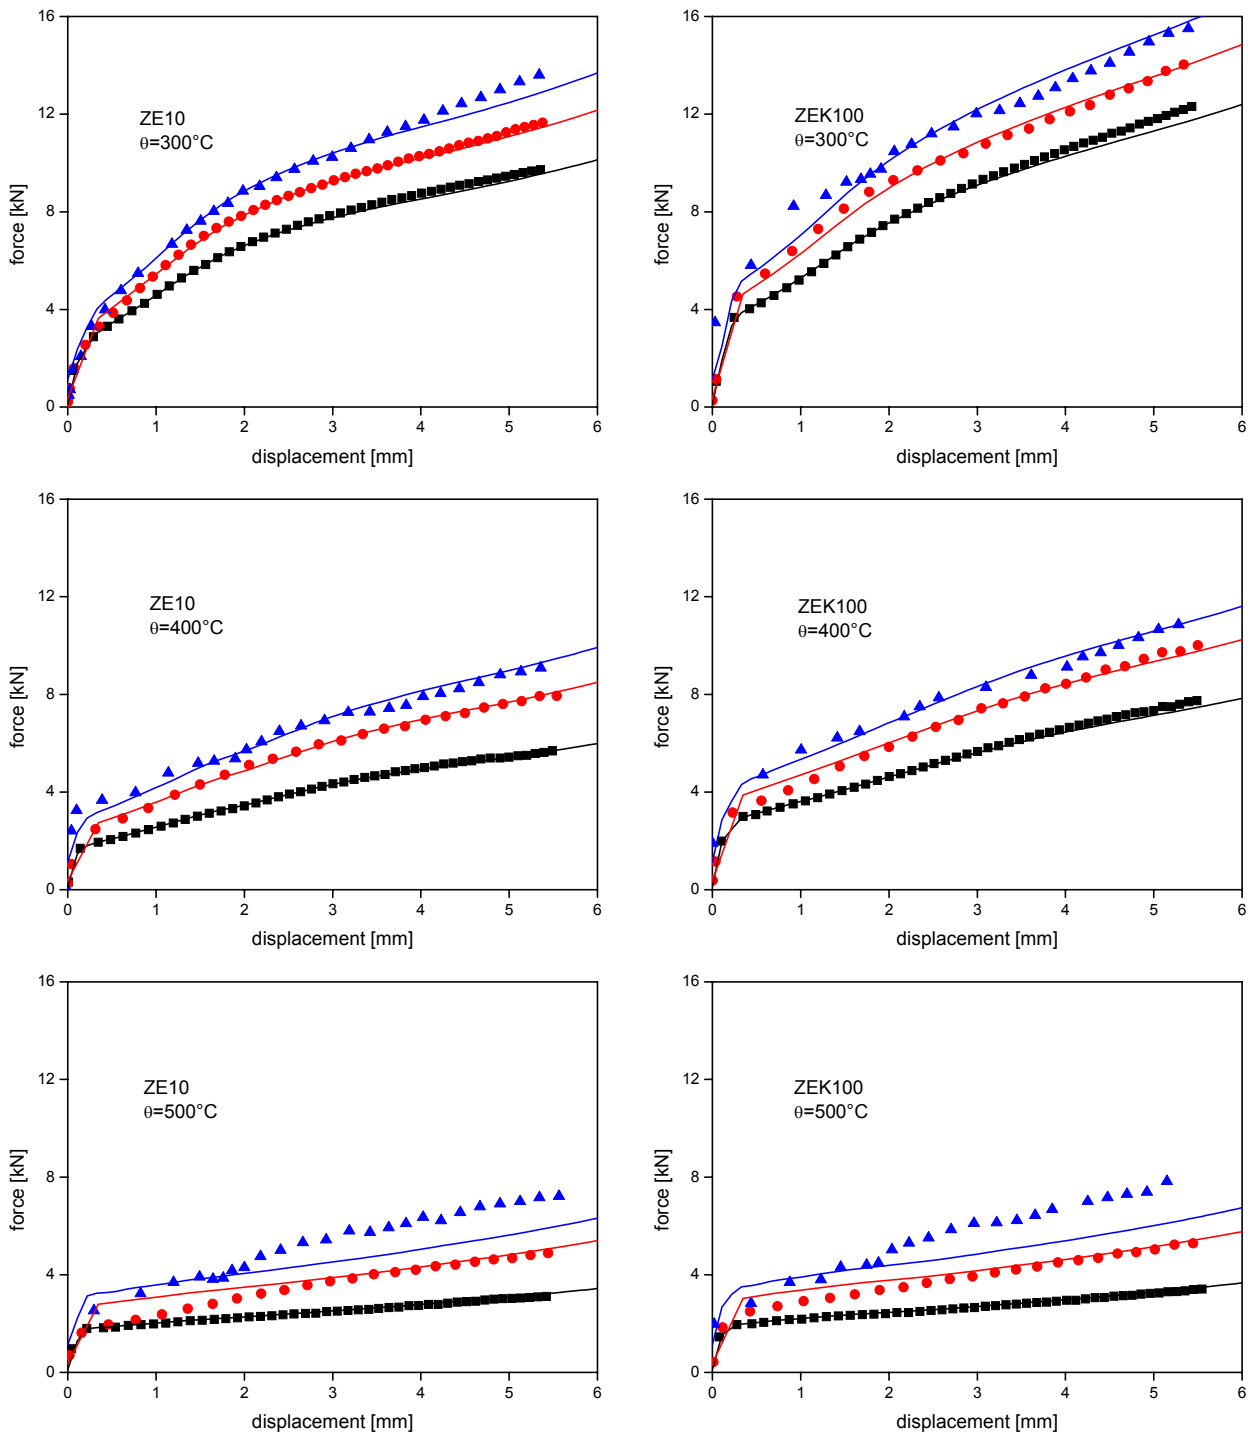 16
12
8
4
0
force [kN]
ZE10
θ=300°C
0 1 2 3 4 5 6
displacement [mm]
16
12
8
4
0
force [kN]
ZEK100
θ=300°C
0 1 2 3 4 5 6
displacement [mm]
16
12
8
4
0
force [kN]
ZE10
θ=400°C
0 1 2 3 4 5 6
displacement [mm]
16
12
8
4
0
force [kN]
ZEK100
θ=400°C
0 1 2 3 4 5 6
displacement [mm]
16
12
8
4
0
force [kN]
ZE10
θ=500°C
0 1 2 3 4 5 6
displacement [mm]
16
12
8
4
0
force [kN]
ZEK100
θ=500°C
0 1 2 3 4 5 6
displacement [mm]